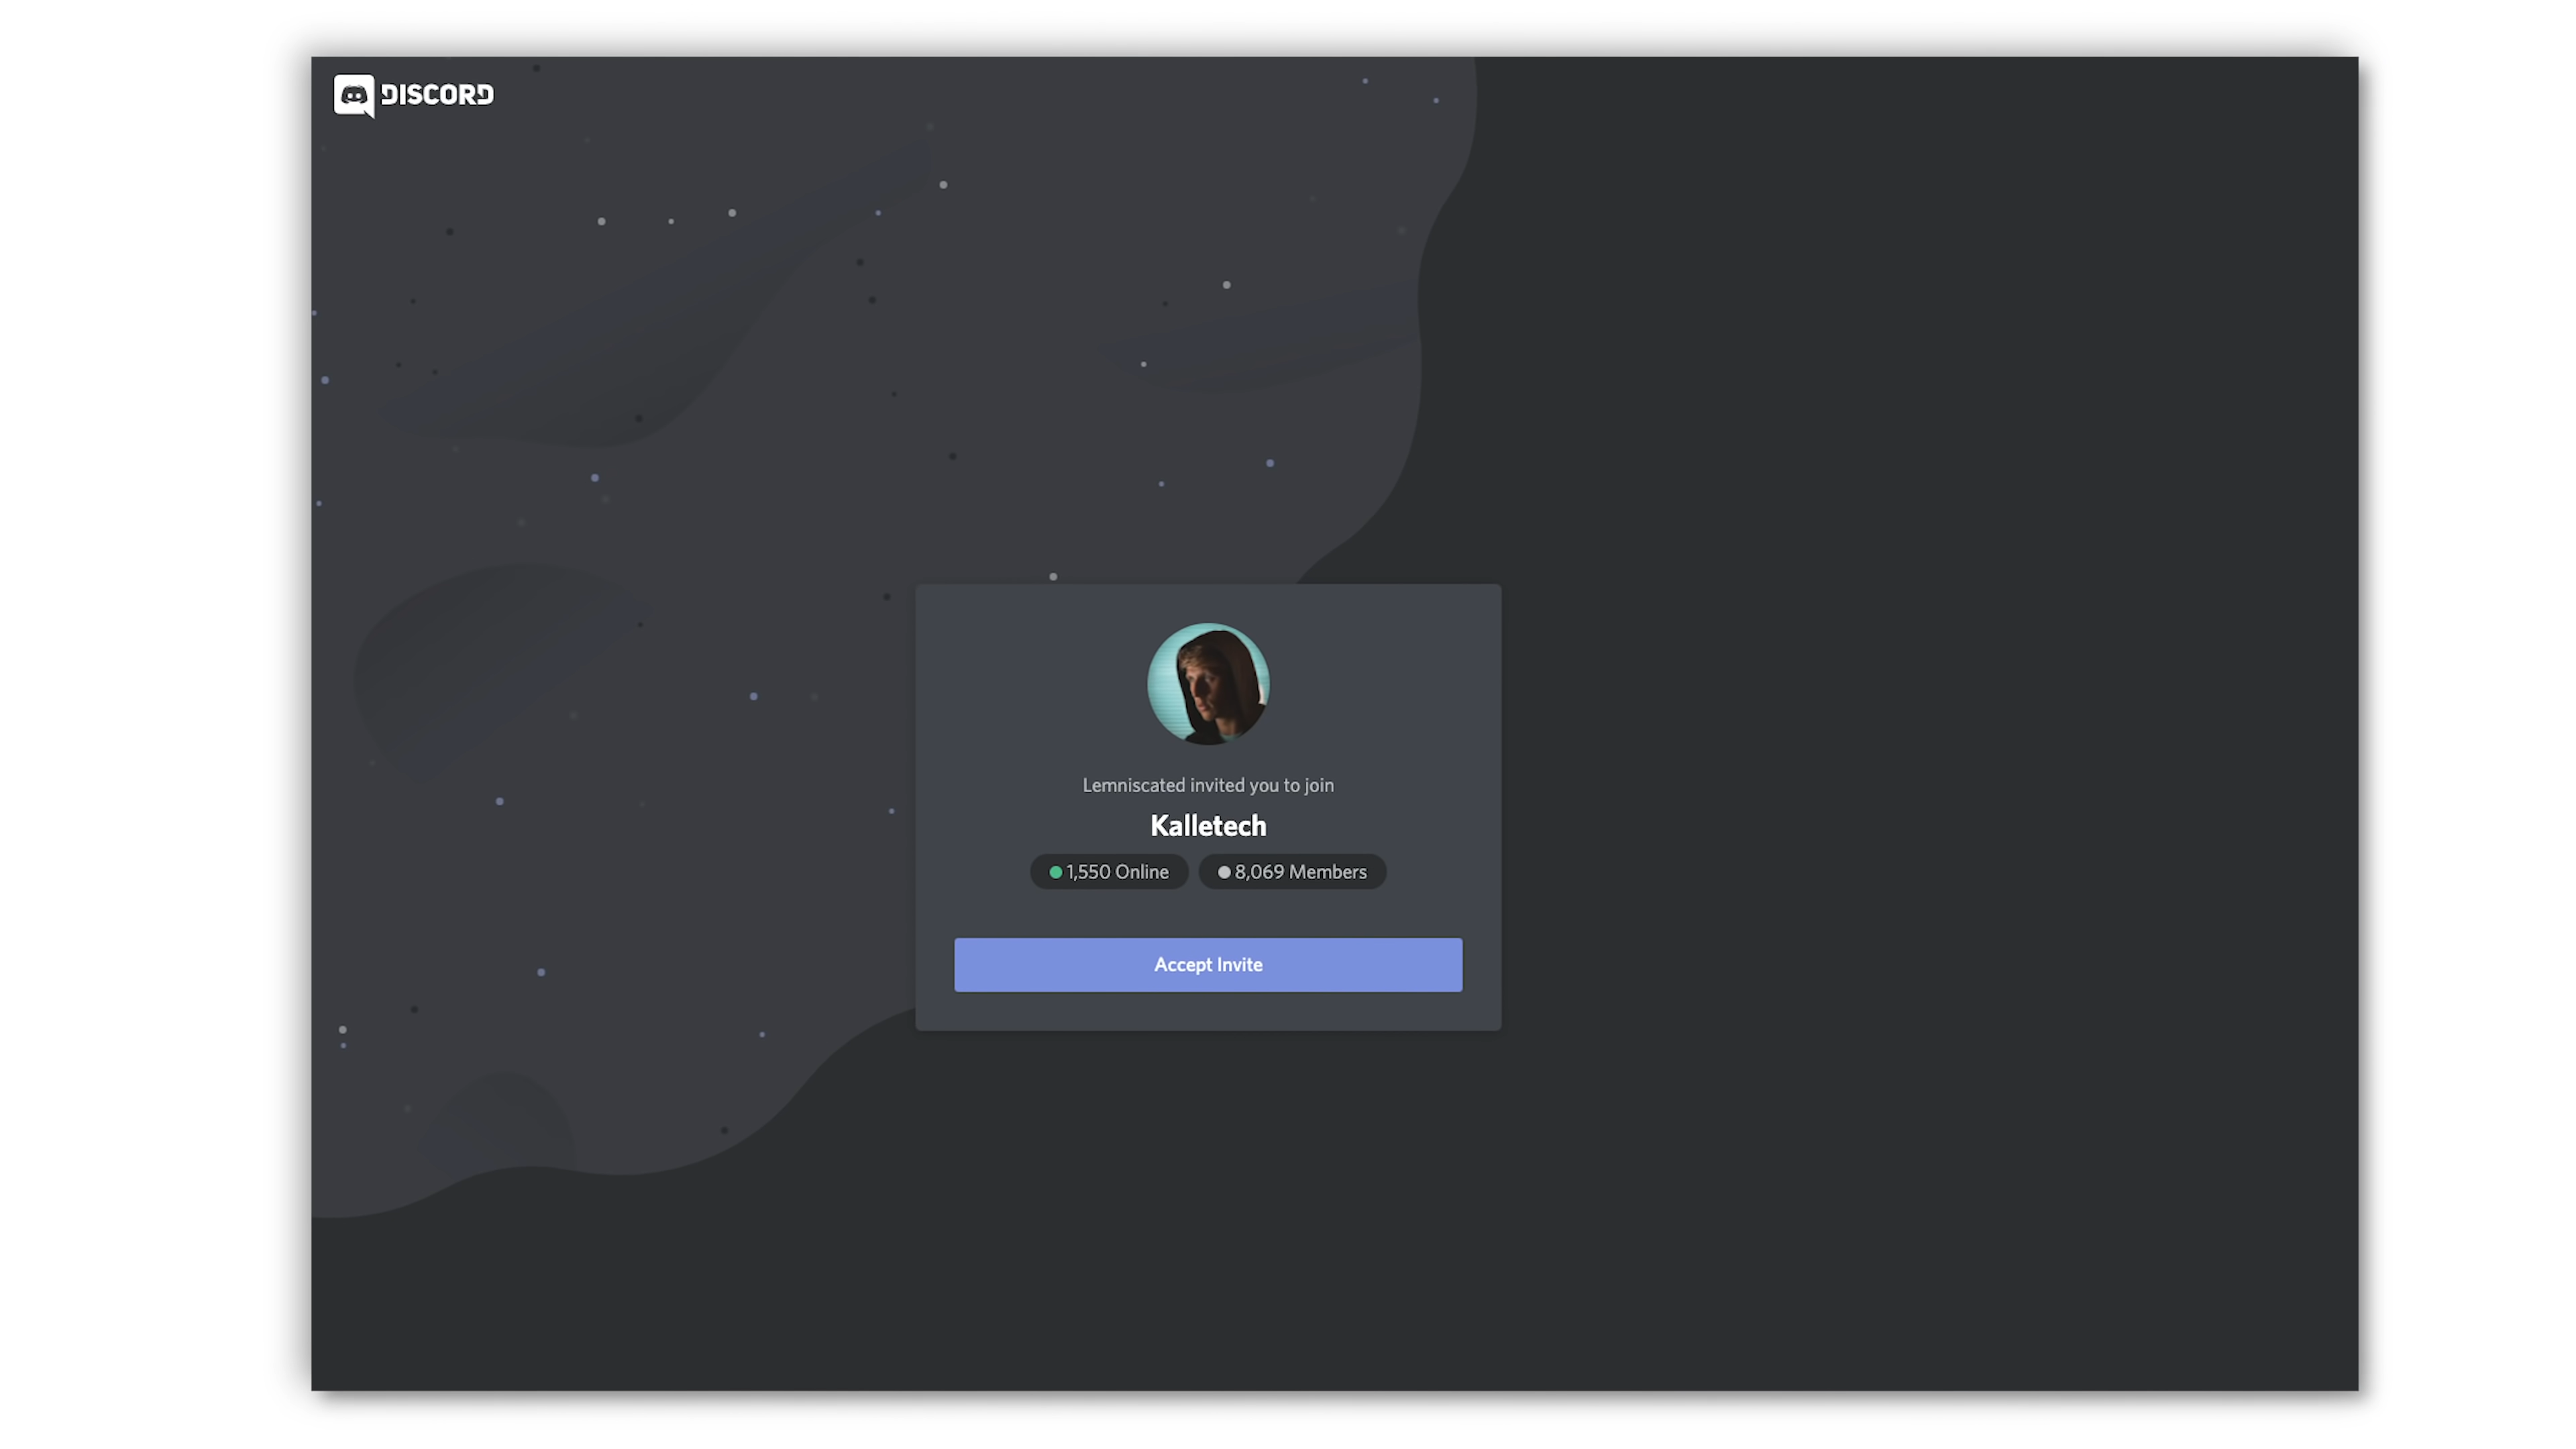 DISCORD
Lemniscated invited you to join
Kalletech
1,550 Online
8,069 Members
Accept Invite